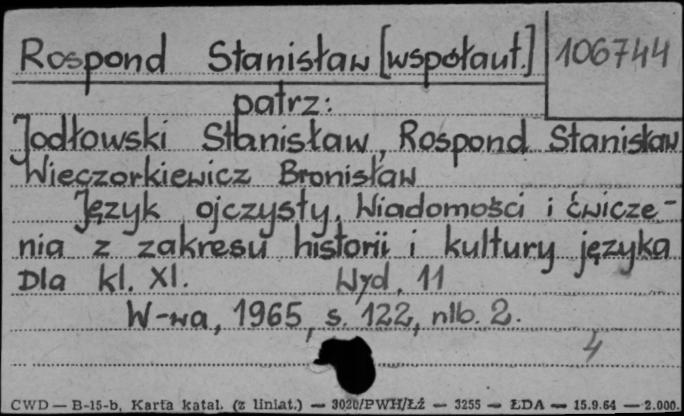 Rospond Stanisław [współaut.] 106744
patrz:
Jodłowski Stanisław, Rospond Stanisław
Wieczorkiewicz Bronisław
Język ojczysty. Wiadomości i ćwicze-
nia z zakresu historii i kultury języka
Dla kl. XI. Wyd. 11
W-wa, 1965, s. 122, nlb. 2.
4
CWD — B-15-b, Karta katal. (z liniat.) — 3020/PWH/Łź — 3255 — ŁDA — 15.9.64 — 2.000.